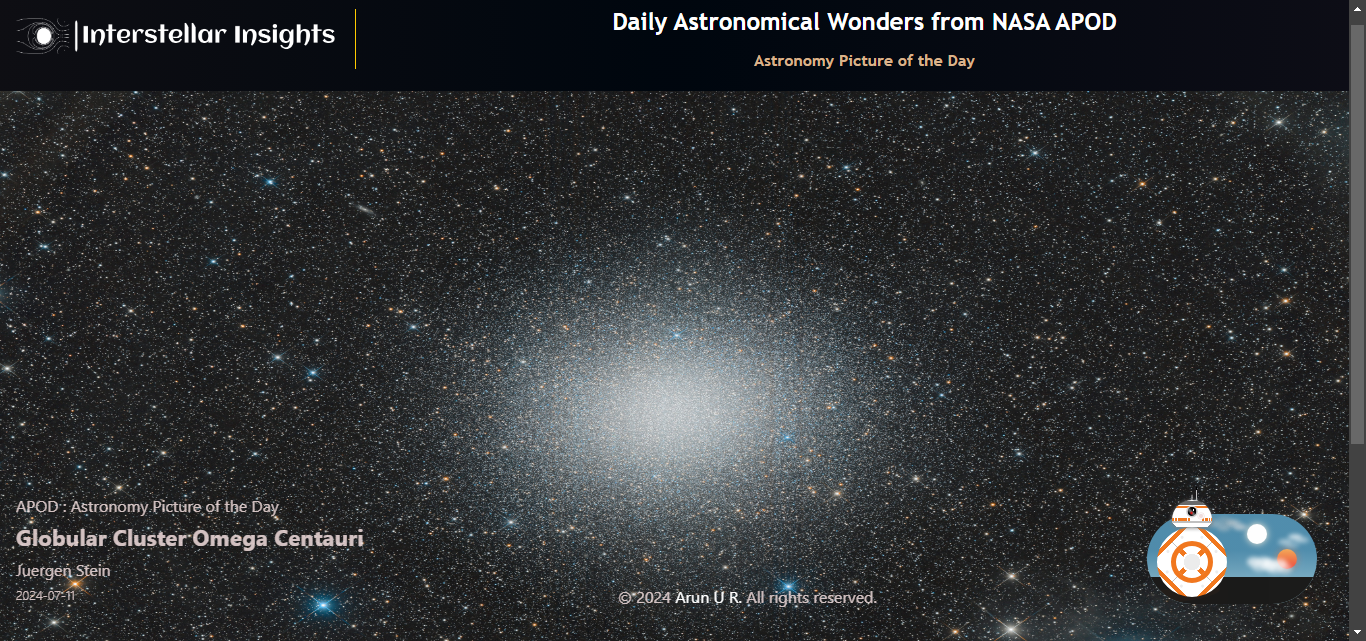 Interstellar Insights
Daily Astronomical Wonders from NASA APOD
Astronomy Picture of the Day
APOD : Astronomy Picture of the Day
Globular Cluster Omega Centauri
Juergen Stein
2024-07-11
© 2024 Arun U R. All rights reserved.